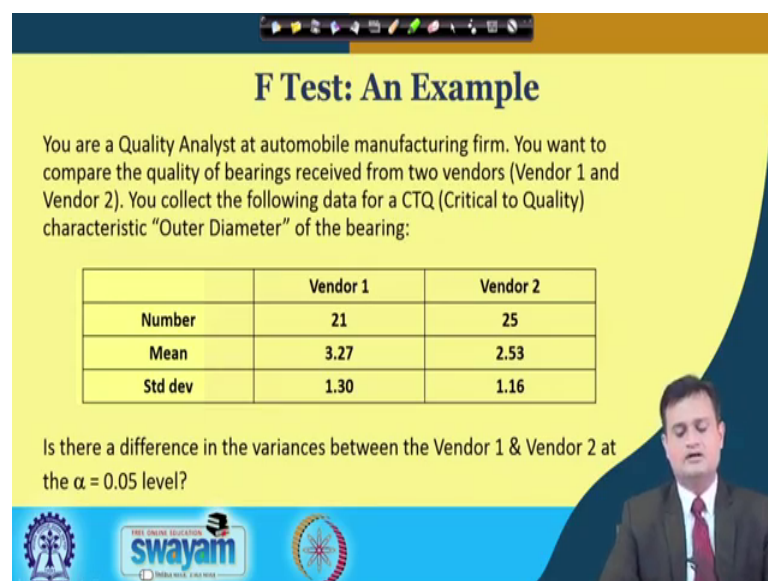 F Test: An Example
You are a Quality Analyst at automobile manufacturing firm. You want to
compare the quality of bearings received from two vendors (Vendor 1 and
Vendor 2). You collect the following data for a CTQ (Critical to Quality)
characteristic “Outer Diameter” of the bearing:
Vendor 1 Vendor 2
Number 21 25
Mean 3.27 2.53
Std dev 1.30 1.16
Is there a difference in the variances between the Vendor 1 & Vendor 2 at
the α = 0.05 level?
FREE ONLINE EDUCATION
swayam